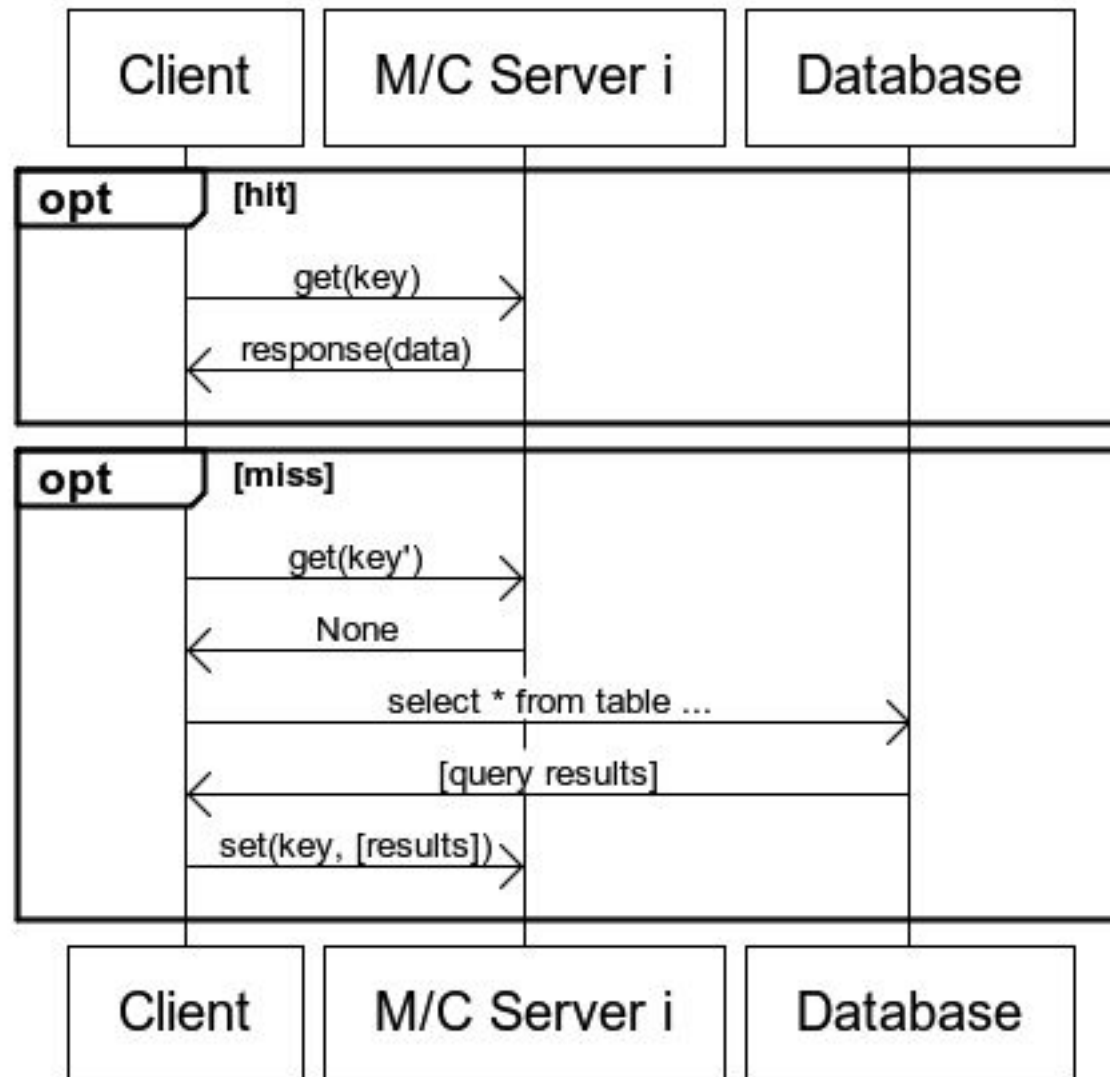 Client M/C Server i Database
opt [hit]
get(key)
response(data)
opt [miss]
get(key')
None
select * from table ...
[query results]
set(key, [results])
Client M/C Server i Database